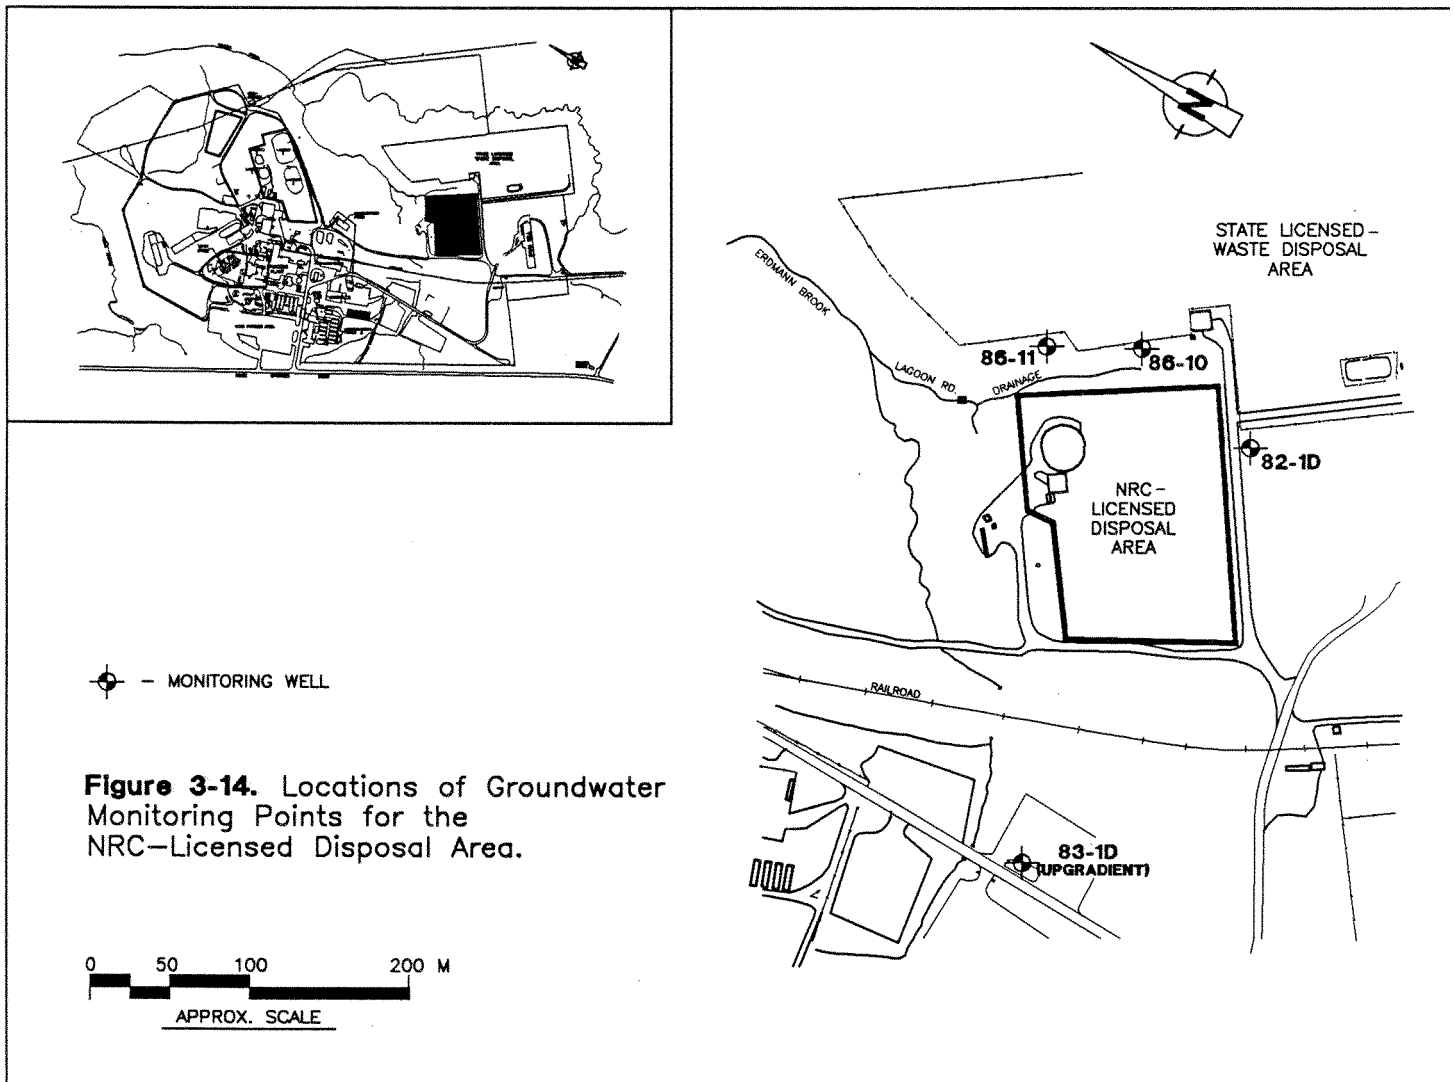 N
STATE LICENSED-
WASTE DISPOSAL
AREA
ERDMANN BROOK
86-11
86-10
LAGOON RD.
DRAINAGE
82-1D
NRC-
LICENSED
DISPOSAL
AREA
RAILROAD
83-1D
(UPGRADIENT)
- MONITORING WELL
Figure 3-14. Locations of Groundwater
Monitoring Points for the
NRC-Licensed Disposal Area.
0 50 100 200 M
APPROX. SCALE